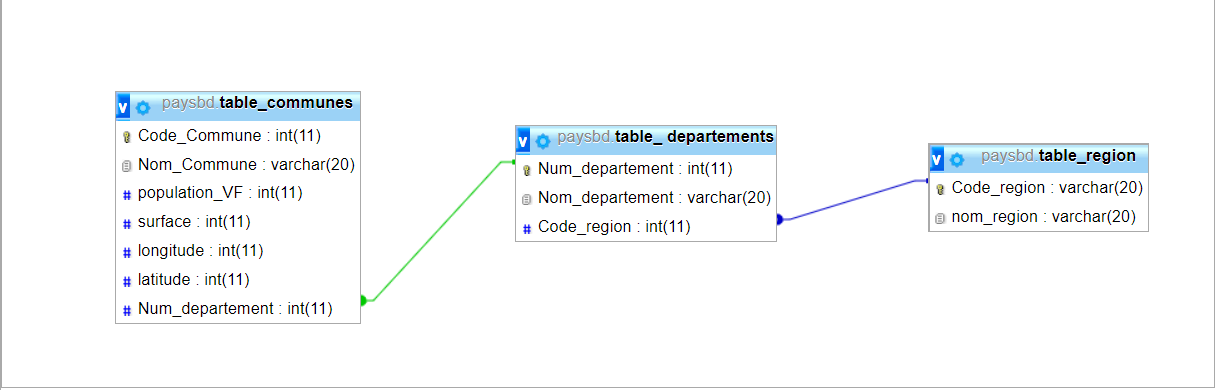 v paysbd.table_communes
Code_Commune : int(11)
Nom_Commune : varchar(20)
# population_VF : int(11)
# surface : int(11)
# longitude : int(11)
# latitude : int(11)
# Num_departement : int(11)
v paysbd.table_ departements
Num_departement : int(11)
Nom_departement : varchar(20)
# Code_region : int(11)
v paysbd.table_region
Code_region : varchar(20)
nom_region : varchar(20)